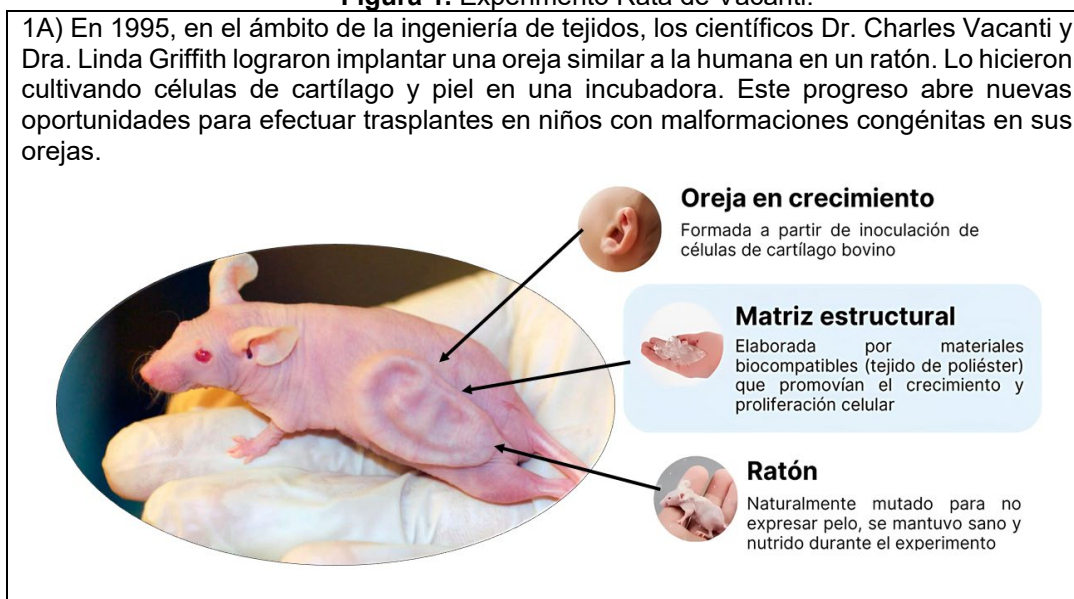 Figura 1. Experimento Rata de Vacanti.
1A) En 1995, en el ámbito de la ingeniería de tejidos, los científicos Dr. Charles Vacanti y
Dra. Linda Griffith lograron implantar una oreja similar a la humana en un ratón. Lo hicieron
cultivando células de cartílago y piel en una incubadora. Este progreso abre nuevas
oportunidades para efectuar trasplantes en niños con malformaciones congénitas en sus
orejas.
Oreja en crecimiento
Formada a partir de inoculación de
células de cartílago bovino
Matriz estructural
Elaborada por materiales
biocompatibles (tejido de poliéster)
que promovían el crecimiento y
proliferación celular
Ratón
Naturalmente mutado para no
expresar pelo, se mantuvo sano y
nutrido durante el experimento